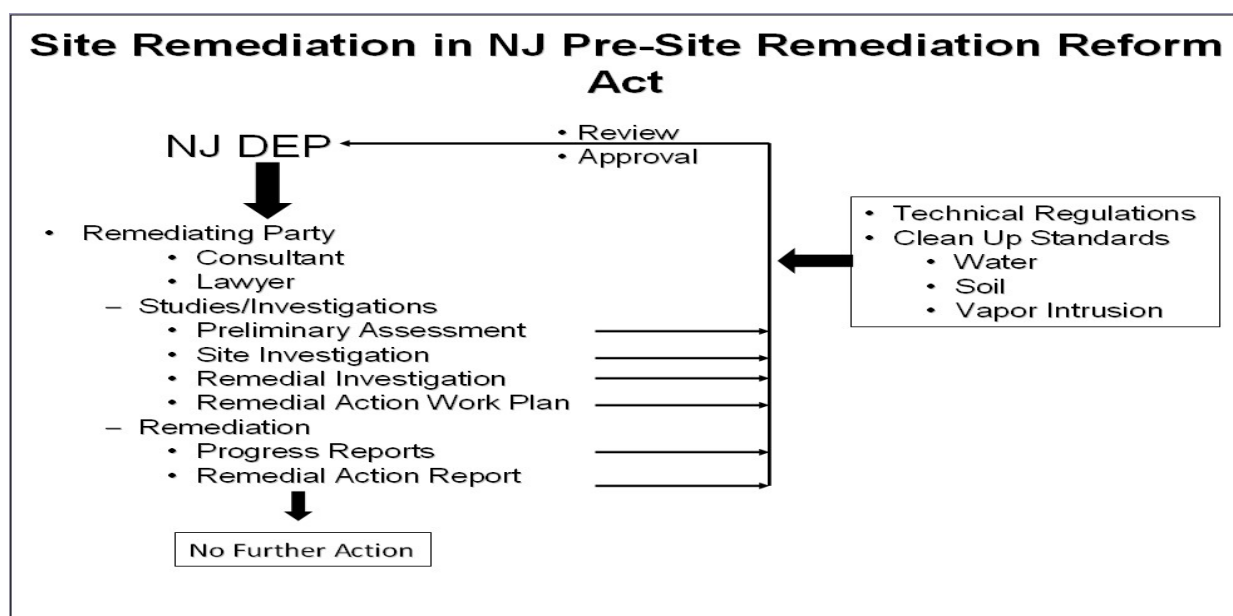 Site Remediation in NJ Pre-Site Remediation Reform
Act
NJ DEP
• Review
• Approval
• Remediating Party
• Consultant
• Lawyer
– Studies/Investigations
• Preliminary Assessment
• Site Investigation
• Remedial Investigation
• Remedial Action Work Plan
– Remediation
• Progress Reports
• Remedial Action Report
No Further Action
• Technical Regulations
• Clean Up Standards
• Water
• Soil
• Vapor Intrusion